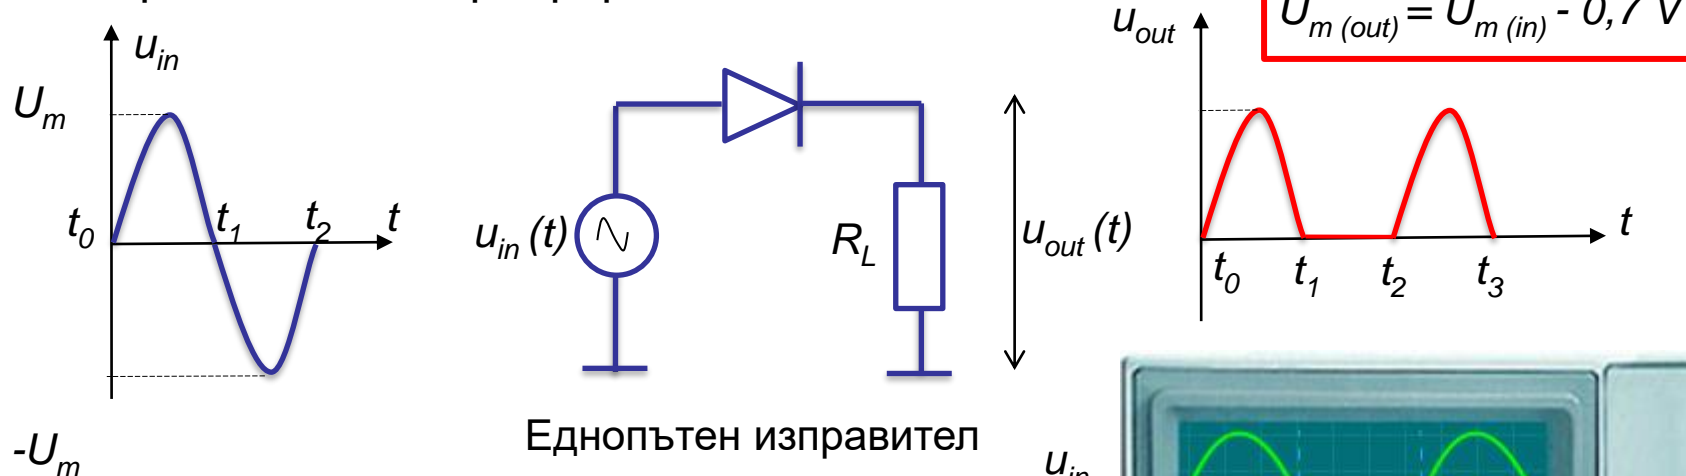 u_in
U_m
t_0
t_1
t_2
t
-U_m
u_in (t)
R_L
u_out (t)
Еднопътен изправител
u_out
U_m (out) = U_m (in) - 0,7 V
t
t_0
t_1
t_2
t_3
u_in